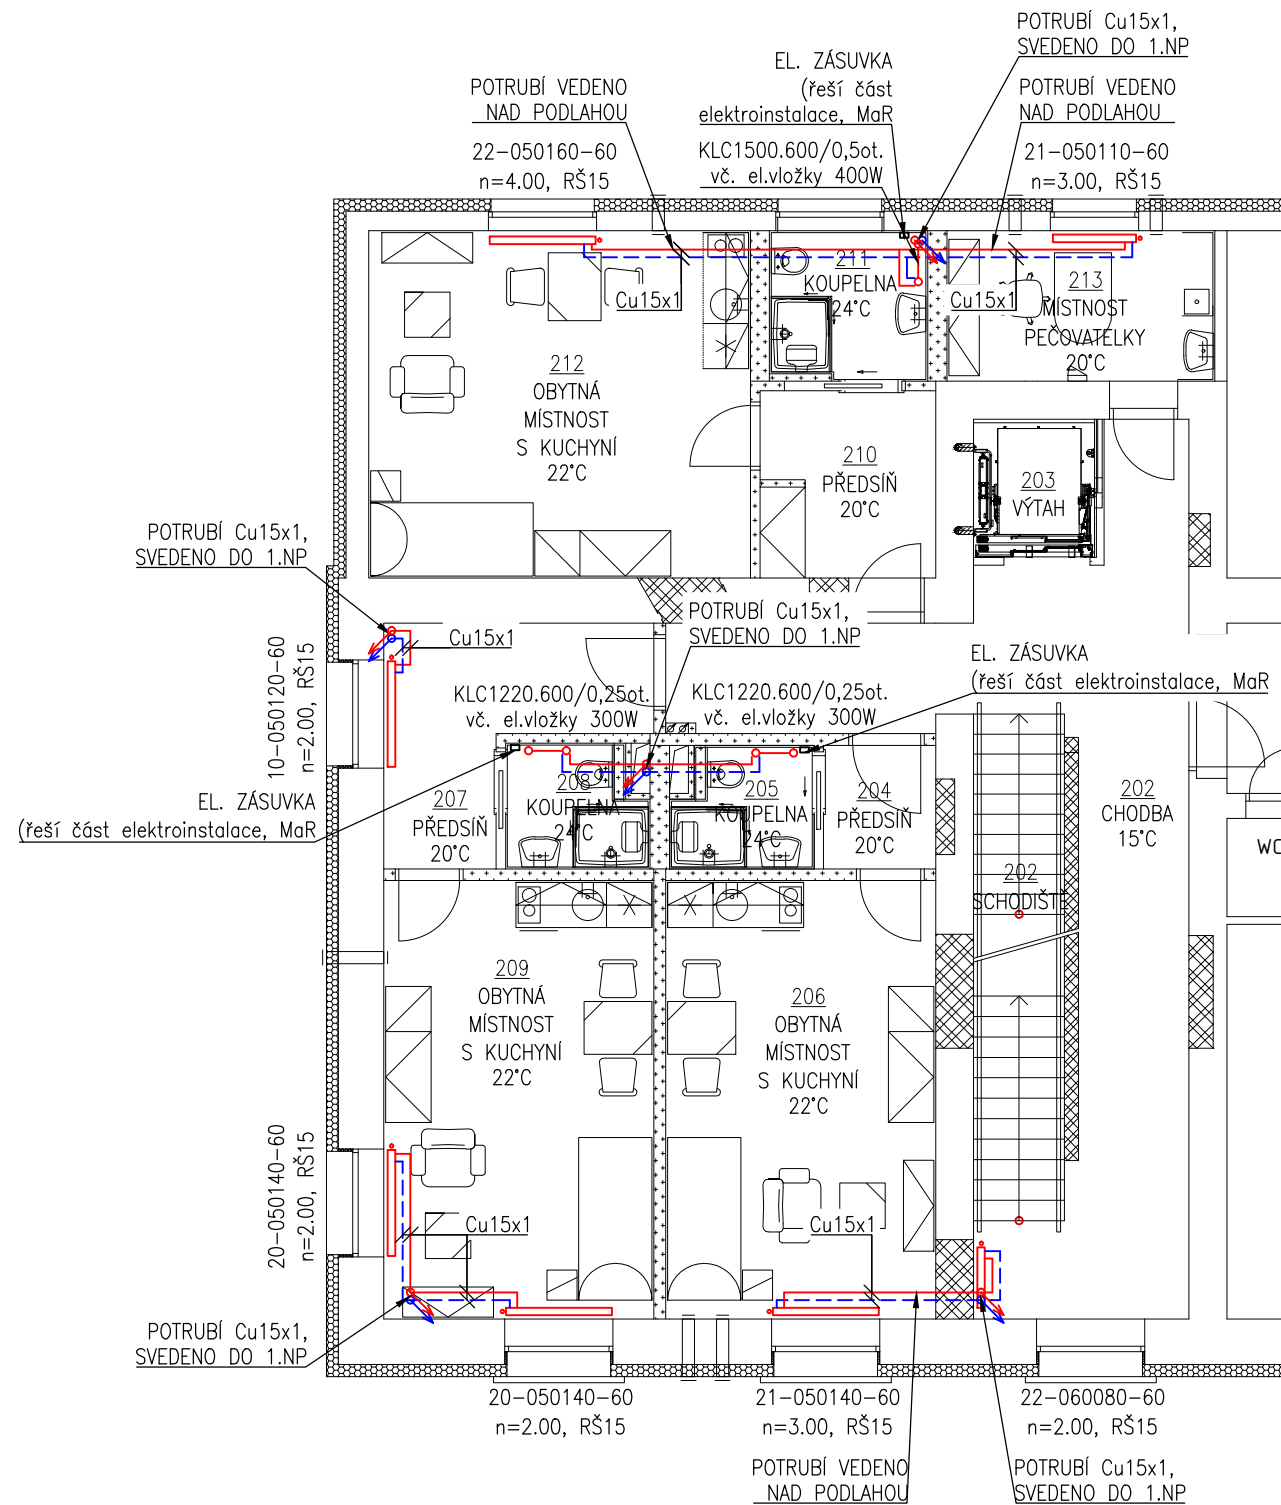 POTRUBÍ Cu15x1,
SVEDENO DO 1.NP
EL. ZÁSUVKA
(řeší část
elektroinstalace, MaR
POTRUBÍ VEDENO
NAD PODLAHOU
POTRUBÍ VEDENO
NAD PODLAHOU
22-050160-60
n=4.00, RŠ15
KLC1500.600/0,5ot.
vč. el.vložky 400W
21-050110-60
n=3.00, RŠ15
211
KOUPELNA
24°C
Cu15x1
Cu15x1
213
MÍSTNOST
PEČOVATELKY
20°C
212
OBYTNÁ
MÍSTNOST
S KUCHYNÍ
22°C
210
PŘEDSÍŇ
20°C
203
VÝTAH
POTRUBÍ Cu15x1,
SVEDENO DO 1.NP
Cu15x1
POTRUBÍ Cu15x1,
SVEDENO DO 1.NP
EL. ZÁSUVKA
(řeší část elektroinstalace, MaR
10-050120-60
n=2.00, RŠ15
KLC1220.600/0,25ot.
vč. el.vložky 300W
KLC1220.600/0,25ot.
vč. el.vložky 300W
EL. ZÁSUVKA
(řeší část elektroinstalace, MaR
207
PŘEDSÍŇ
20°C
208
KOUPELNA
24°C
205
KOUPELNA
24°C
204
PŘEDSÍŇ
20°C
202
CHODBA
15°C
WC
202
SCHODIŠTĚ
209
OBYTNÁ
MÍSTNOST
S KUCHYNÍ
22°C
206
OBYTNÁ
MÍSTNOST
S KUCHYNÍ
22°C
20-050140-60
n=2.00, RŠ15
Cu15x1
Cu15x1
POTRUBÍ Cu15x1,
SVEDENO DO 1.NP
20-050140-60
n=2.00, RŠ15
21-050140-60
n=3.00, RŠ15
22-060080-60
n=2.00, RŠ15
POTRUBÍ VEDENO
NAD PODLAHOU
POTRUBÍ Cu15x1,
SVEDENO DO 1.NP